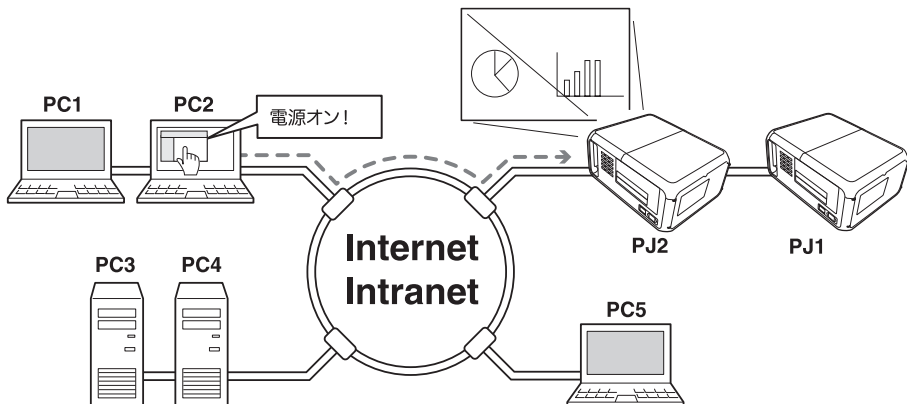 PC1
PC2
電源オン！
PJ2
PJ1
Internet
Intranet
PC3
PC4
PC5